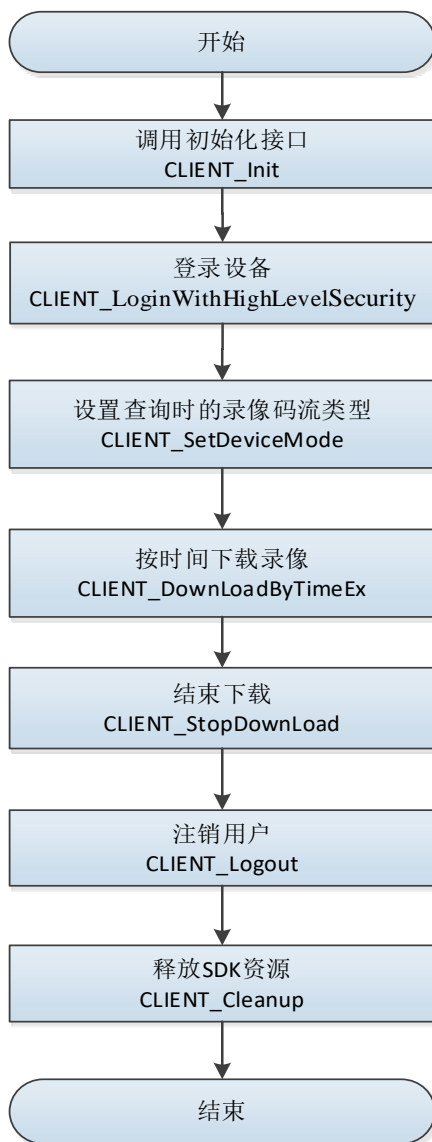 开始
调用初始化接口
CLIENT_Init
登录设备
CLIENT_LoginWithHighLevelSecurity
设置查询时的录像码流类型
CLIENT_SetDeviceMode
按时间下载录像
CLIENT_DownLoadByTimeEx
结束下载
CLIENT_StopDownLoad
注销用户
CLIENT_Logout
释放SDK资源
CLIENT_Cleanup
结束